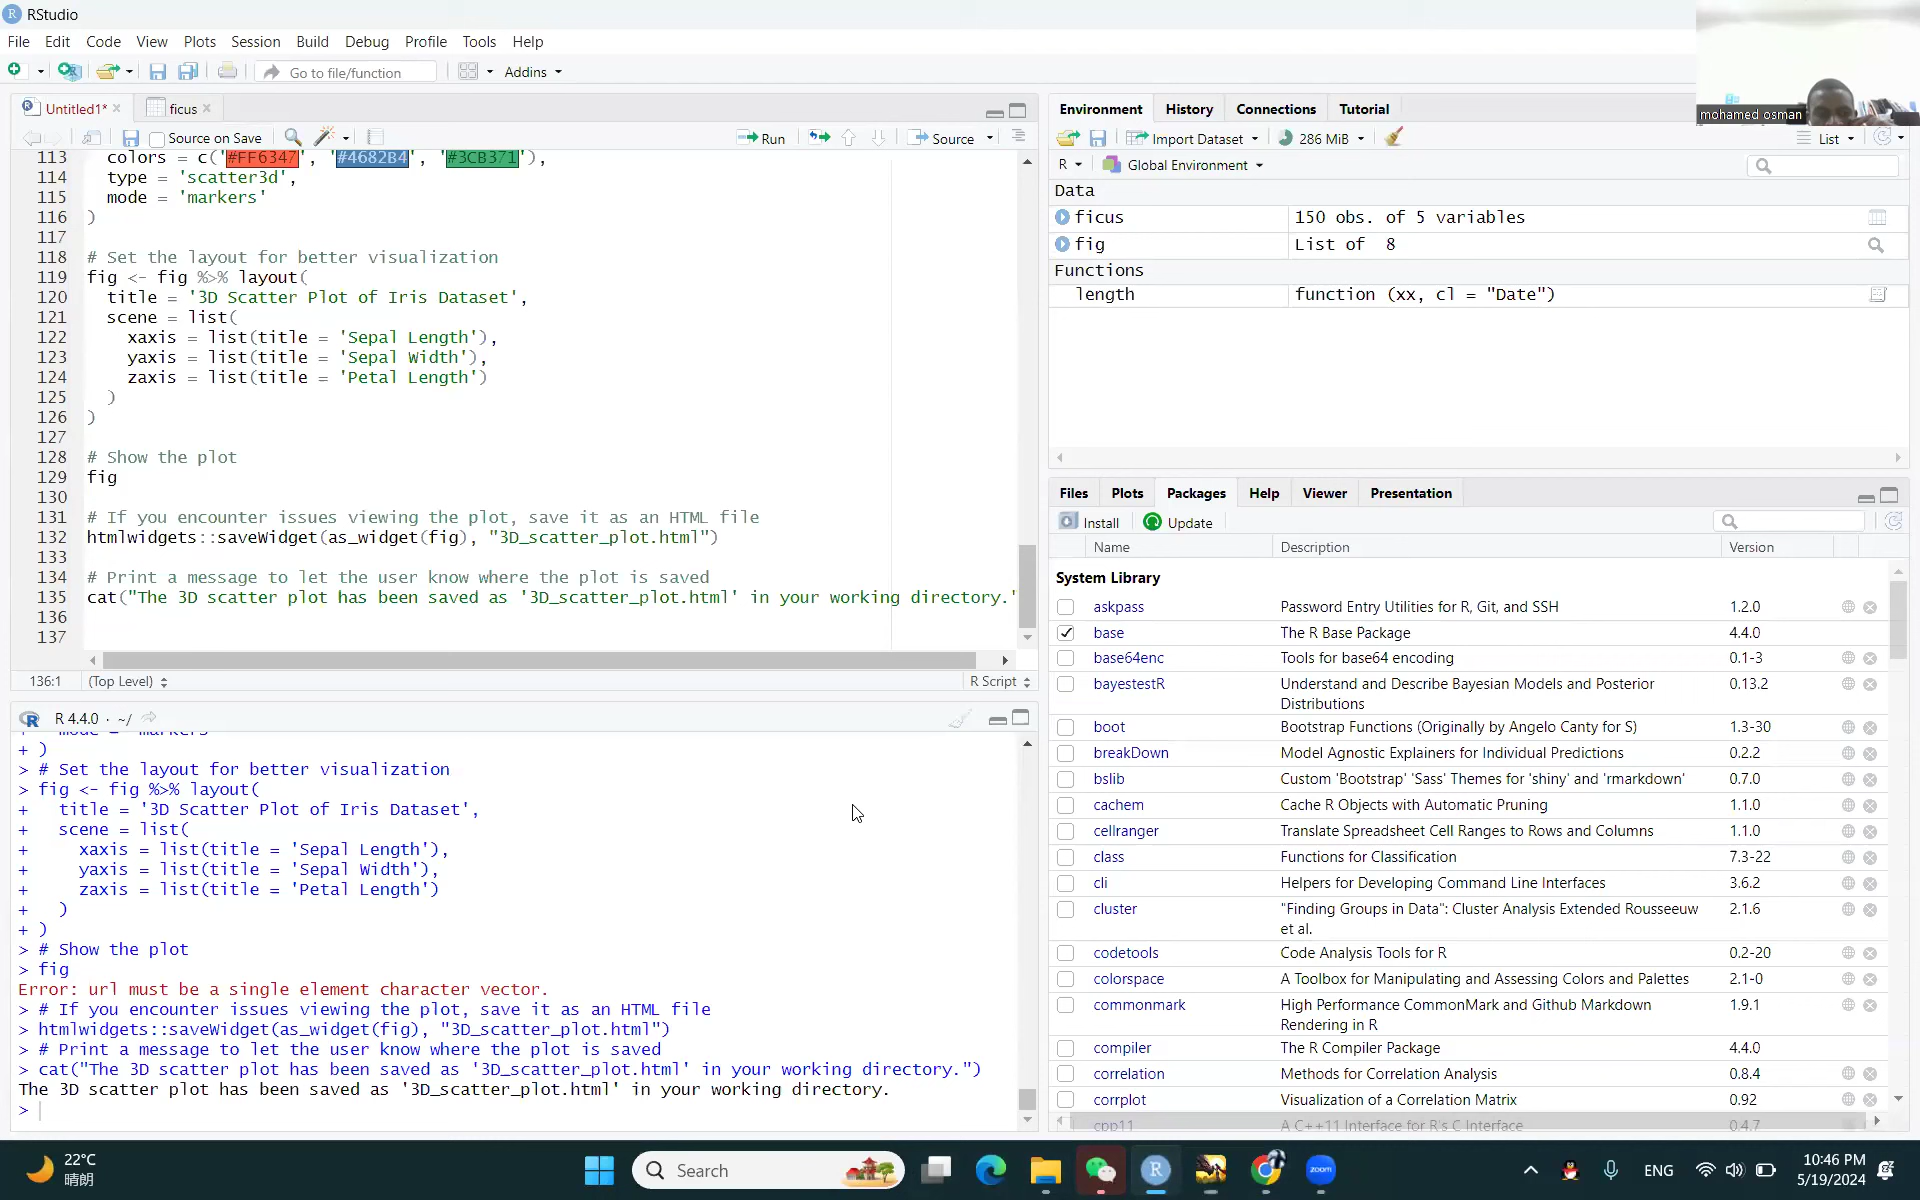 RStudio
File Edit Code View Plots Session Build Debug Profile Tools Help
Go to file/function Addins
mohamed osman
Untitled1* ficus
Source on Save Run Source
113 colors = c('#FF6347', '#4682B4', '#3CB371'),
114 type = 'scatter3d',
115 mode = 'markers'
116 )
117
118 # Set the layout for better visualization
119 fig <- fig %>% layout(
120 title = '3D Scatter Plot of Iris Dataset',
121 scene = list(
122 xaxis = list(title = 'Sepal Length'),
123 yaxis = list(title = 'Sepal Width'),
124 zaxis = list(title = 'Petal Length')
125 )
126 )
127
128 # Show the plot
129 fig
130
131 # If you encounter issues viewing the plot, save it as an HTML file
132 htmlwidgets::saveWidget(as_widget(fig), "3D_scatter_plot.html")
133
134 # Print a message to let the user know where the plot is saved
135 cat("The 3D scatter plot has been saved as '3D_scatter_plot.html' in your working directory."
136
137
136:1 (Top Level) R Script
R 4.4.0 · ~/
+ mode = 'markers'
+ )
> # Set the layout for better visualization
> fig <- fig %>% layout(
+ title = '3D Scatter Plot of Iris Dataset',
+ scene = list(
+ xaxis = list(title = 'Sepal Length'),
+ yaxis = list(title = 'Sepal Width'),
+ zaxis = list(title = 'Petal Length')
+ )
+ )
> # Show the plot
> fig
Error: url must be a single element character vector.
> # If you encounter issues viewing the plot, save it as an HTML file
> htmlwidgets::saveWidget(as_widget(fig), "3D_scatter_plot.html")
> # Print a message to let the user know where the plot is saved
> cat("The 3D scatter plot has been saved as '3D_scatter_plot.html' in your working directory.")
The 3D scatter plot has been saved as '3D_scatter_plot.html' in your working directory.
>
Environment History Connections Tutorial
Import Dataset 286 MiB List
R Global Environment
Data
ficus 150 obs. of 5 variables
fig List of 8
Functions
length function (xx, cl = "Date")
Files Plots Packages Help Viewer Presentation
Install Update
Name Description Version
System Library
askpass Password Entry Utilities for R, Git, and SSH 1.2.0
base The R Base Package 4.4.0
base64enc Tools for base64 encoding 0.1-3
bayestestR Understand and Describe Bayesian Models and Posterior 0.13.2
Distributions
boot Bootstrap Functions (Originally by Angelo Canty for S) 1.3-30
breakDown Model Agnostic Explainers for Individual Predictions 0.2.2
bslib Custom 'Bootstrap' 'Sass' Themes for 'shiny' and 'rmarkdown' 0.7.0
cachem Cache R Objects with Automatic Pruning 1.1.0
cellranger Translate Spreadsheet Cell Ranges to Rows and Columns 1.1.0
class Functions for Classification 7.3-22
cli Helpers for Developing Command Line Interfaces 3.6.2
cluster "Finding Groups in Data": Cluster Analysis Extended Rousseeuw 2.1.6
et al.
codetools Code Analysis Tools for R 0.2-20
colorspace A Toolbox for Manipulating and Assessing Colors and Palettes 2.1-0
commonmark High Performance CommonMark and Github Markdown 1.9.1
Rendering in R
compiler The R Compiler Package 4.4.0
correlation Methods for Correlation Analysis 0.8.4
corrplot Visualization of a Correlation Matrix 0.92
cpp11 A C++11 Interface for R's C Interface 0.4.7
22°C
晴朗
Search
zoom
ENG
10:46 PM
5/19/2024